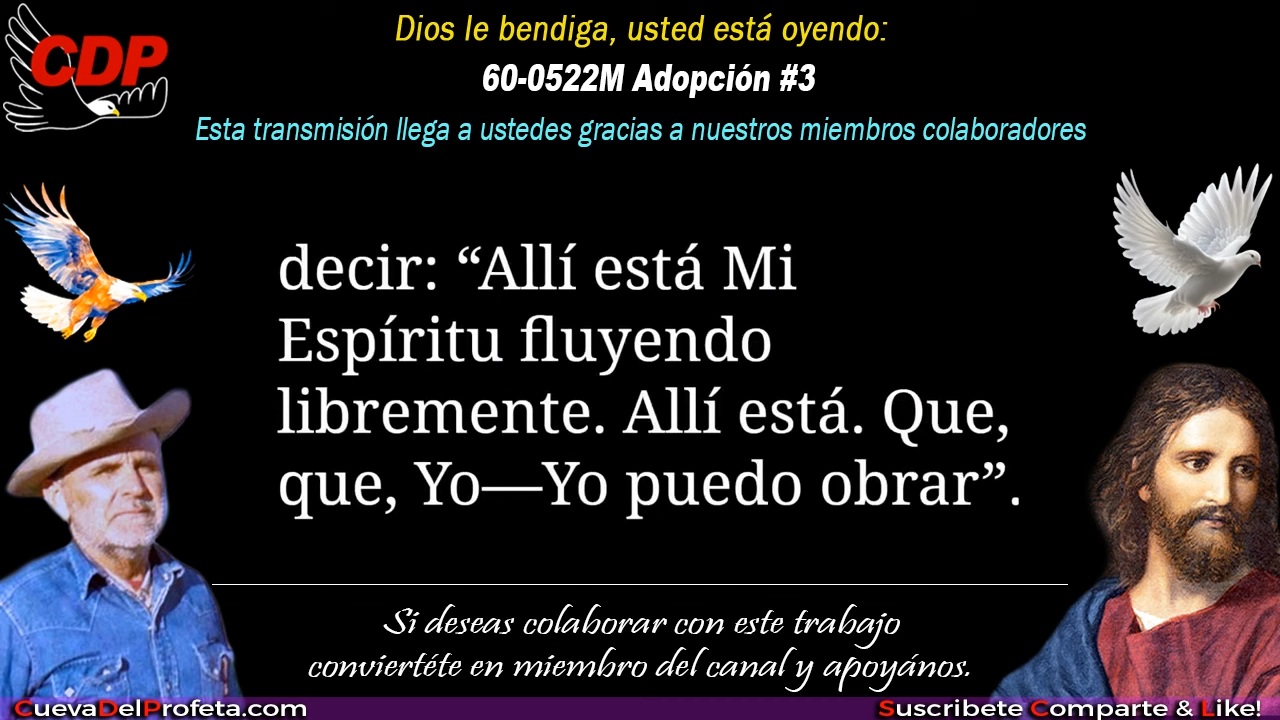 CDP
Dios le bendiga, usted está oyendo:
60-0522M Adopción #3
Esta transmisión llega a ustedes gracias a nuestros miembros colaboradores
decir: “Allí está Mi
Espíritu fluyendo
libremente. Allí está. Que,
que, Yo—Yo puedo obrar”.
Si deseas colaborar con este trabajo
conviertéte en miembro del canal y apoyános.
CuevaDelProfeta.com
Suscribete Comparte & Like!